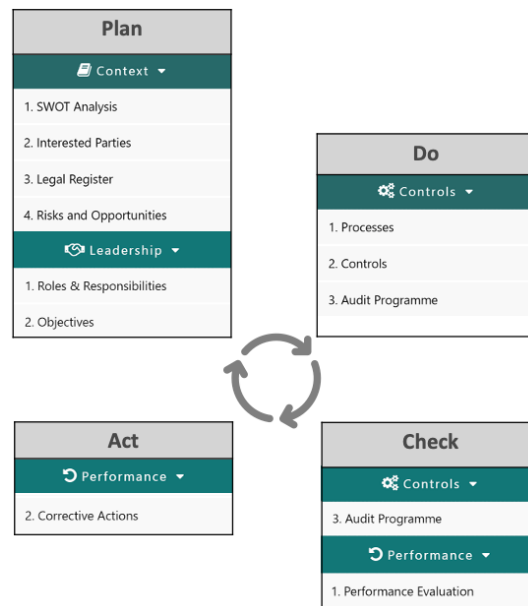 Plan
Context
1. SWOT Analysis
2. Interested Parties
3. Legal Register
4. Risks and Opportunities
Leadership
1. Roles & Responsibilities
2. Objectives
Do
Controls
1. Processes
2. Controls
3. Audit Programme
Act
Performance
2. Corrective Actions
Check
Controls
3. Audit Programme
Performance
1. Performance Evaluation